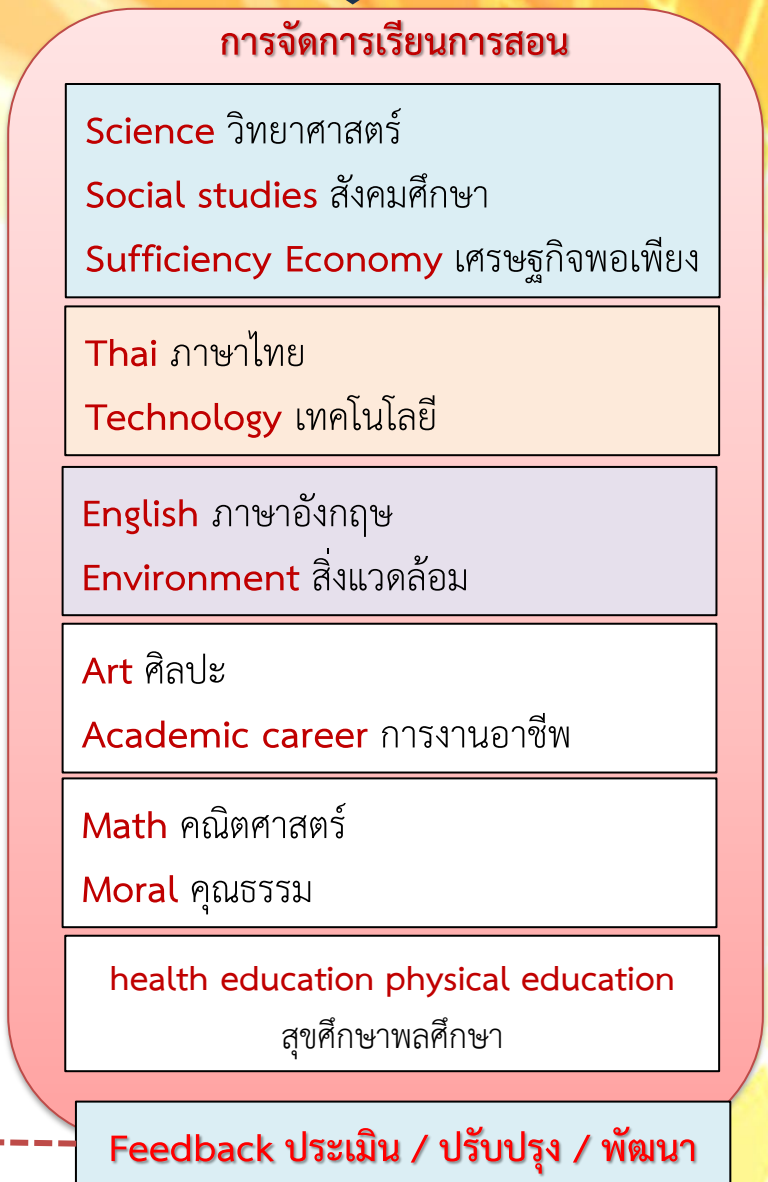 การจัดการเรียนการสอน
Science วิทยาศาสตร์
Social studies สังคมศึกษา
Sufficiency Economy เศรษฐกิจพอเพียง
Thai ภาษาไทย
Technology เทคโนโลยี
English ภาษาอังกฤษ
Environment สิ่งแวดล้อม
Art ศิลปะ
Academic career การงานอาชีพ
Math คณิตศาสตร์
Moral คุณธรรม
health education physical education
สุขศึกษาพลศึกษา
Feedback ประเมิน / ปรับปรุง / พัฒนา